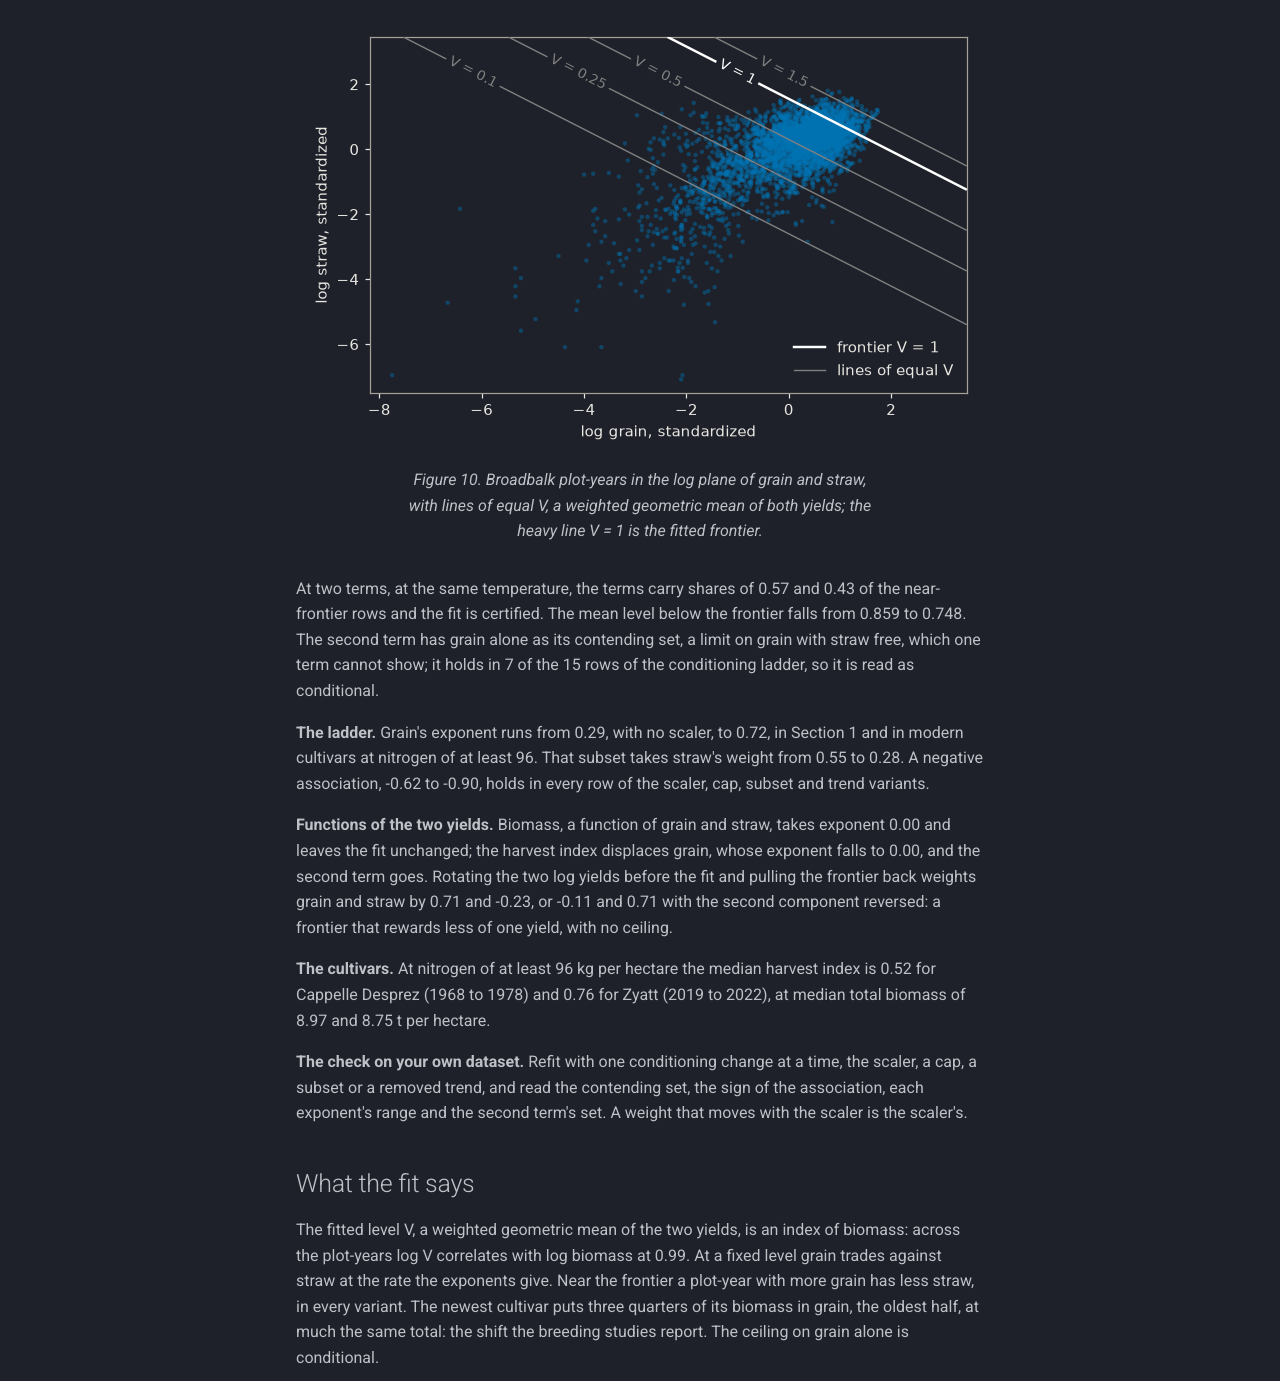 V = 0.1
V = 0.25
V = 0.5
V = 1
V = 1.5
2
0
−2
−4
−6
log straw, standardized
frontier V = 1
lines of equal V
−8
−6
−4
−2
0
2
log grain, standardized
Figure 10. Broadbalk plot-years in the log plane of grain and straw,
with lines of equal V, a weighted geometric mean of both yields; the
heavy line V = 1 is the fitted frontier.
At two terms, at the same temperature, the terms carry shares of 0.57 and 0.43 of the near-
frontier rows and the fit is certified. The mean level below the frontier falls from 0.859 to 0.748.
The second term has grain alone as its contending set, a limit on grain with straw free, which one
term cannot show; it holds in 7 of the 15 rows of the conditioning ladder, so it is read as
conditional.
The ladder. Grain's exponent runs from 0.29, with no scaler, to 0.72, in Section 1 and in modern
cultivars at nitrogen of at least 96. That subset takes straw's weight from 0.55 to 0.28. A negative
association, -0.62 to -0.90, holds in every row of the scaler, cap, subset and trend variants.
Functions of the two yields. Biomass, a function of grain and straw, takes exponent 0.00 and
leaves the fit unchanged; the harvest index displaces grain, whose exponent falls to 0.00, and the
second term goes. Rotating the two log yields before the fit and pulling the frontier back weights
grain and straw by 0.71 and -0.23, or -0.11 and 0.71 with the second component reversed: a
frontier that rewards less of one yield, with no ceiling.
The cultivars. At nitrogen of at least 96 kg per hectare the median harvest index is 0.52 for
Cappelle Desprez (1968 to 1978) and 0.76 for Zyatt (2019 to 2022), at median total biomass of
8.97 and 8.75 t per hectare.
The check on your own dataset. Refit with one conditioning change at a time, the scaler, a cap, a
subset or a removed trend, and read the contending set, the sign of the association, each
exponent's range and the second term's set. A weight that moves with the scaler is the scaler's.
What the fit says
The fitted level V, a weighted geometric mean of the two yields, is an index of biomass: across
the plot-years log V correlates with log biomass at 0.99. At a fixed level grain trades against
straw at the rate the exponents give. Near the frontier a plot-year with more grain has less straw,
in every variant. The newest cultivar puts three quarters of its biomass in grain, the oldest half, at
much the same total: the shift the breeding studies report. The ceiling on grain alone is
conditional.